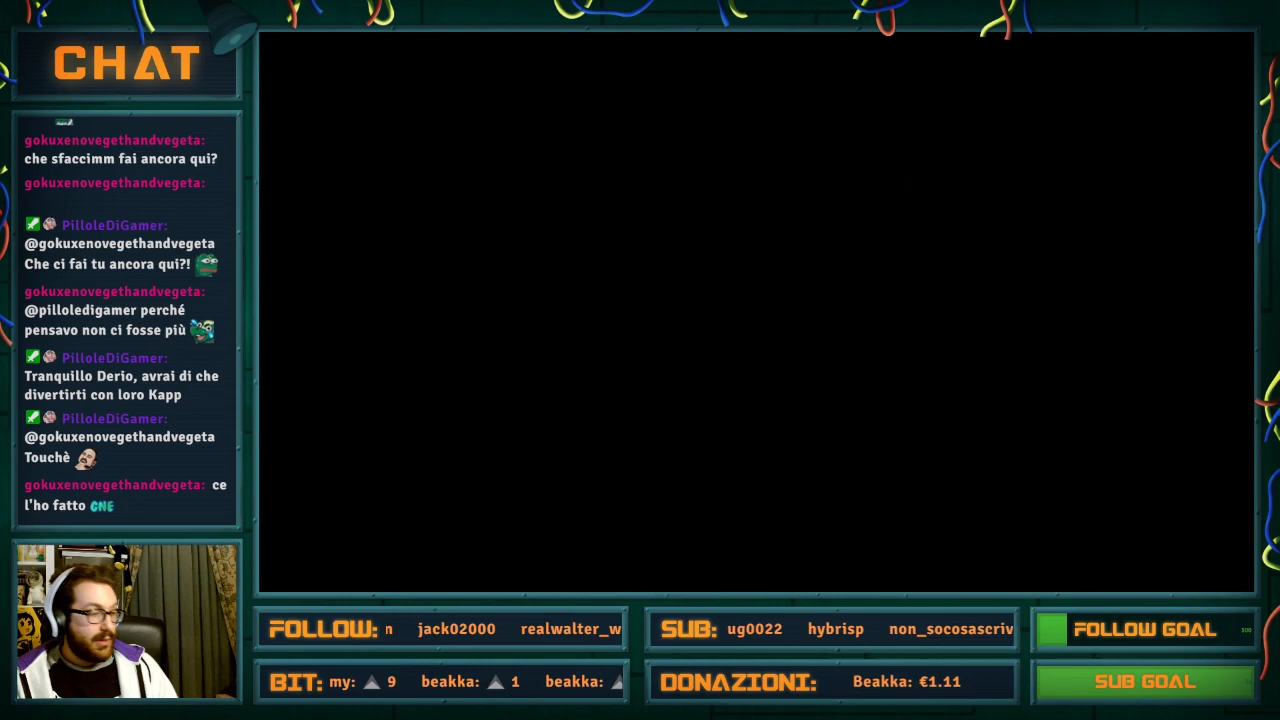 CHAT
gokuxenovegethandvegeta:
che sfaccimm fai ancora qui?
gokuxenovegethandvegeta:
PilloleDiGamer:
@gokuxenovegethandvegeta
Che ci fai tu ancora qui?!
gokuxenovegethandvegeta:
@pilloledigamer perché
pensavo non ci fosse più
PilloleDiGamer:
Tranquillo Derio, avrai di che
divertirti con loro Kapp
PilloleDiGamer:
@gokuxenovegethandvegeta
Touchè
gokuxenovegethandvegeta: ce
l'ho fatto GNE
FOLLOW: n jack02000 realwalter_w
SUB: ug0022 hybrisp non_socosascriv
FOLLOW GOAL 300
BIT: my: 9 beakka: 1 beakka:
DONAZIONI: Beakka: €1.11
SUB GOAL